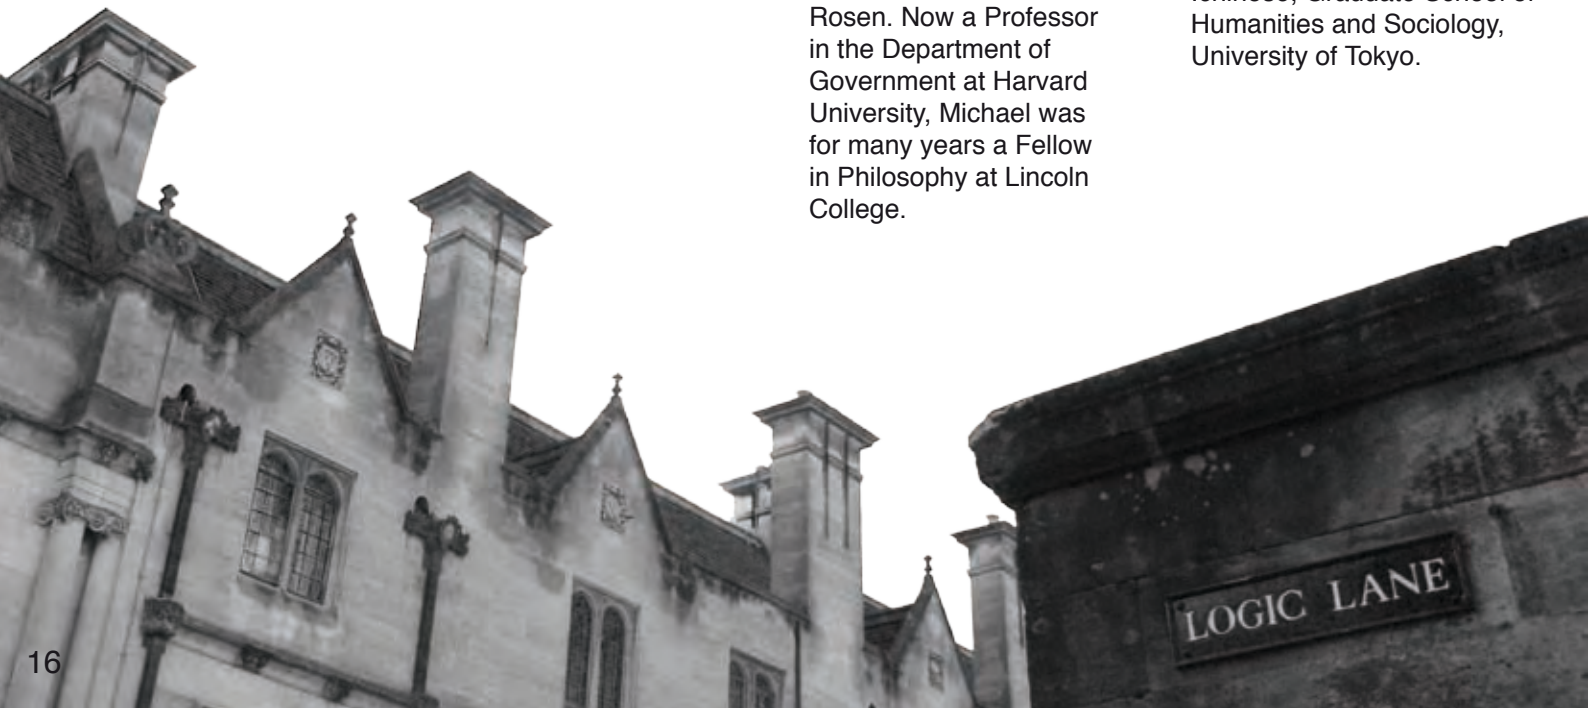 Rosen. Now a Professor
in the Department of
Government at Harvard
University, Michael was
for many years a Fellow
in Philosophy at Lincoln
College.
Humanities and Sociology,
University of Tokyo.
LOGIC LANE
16